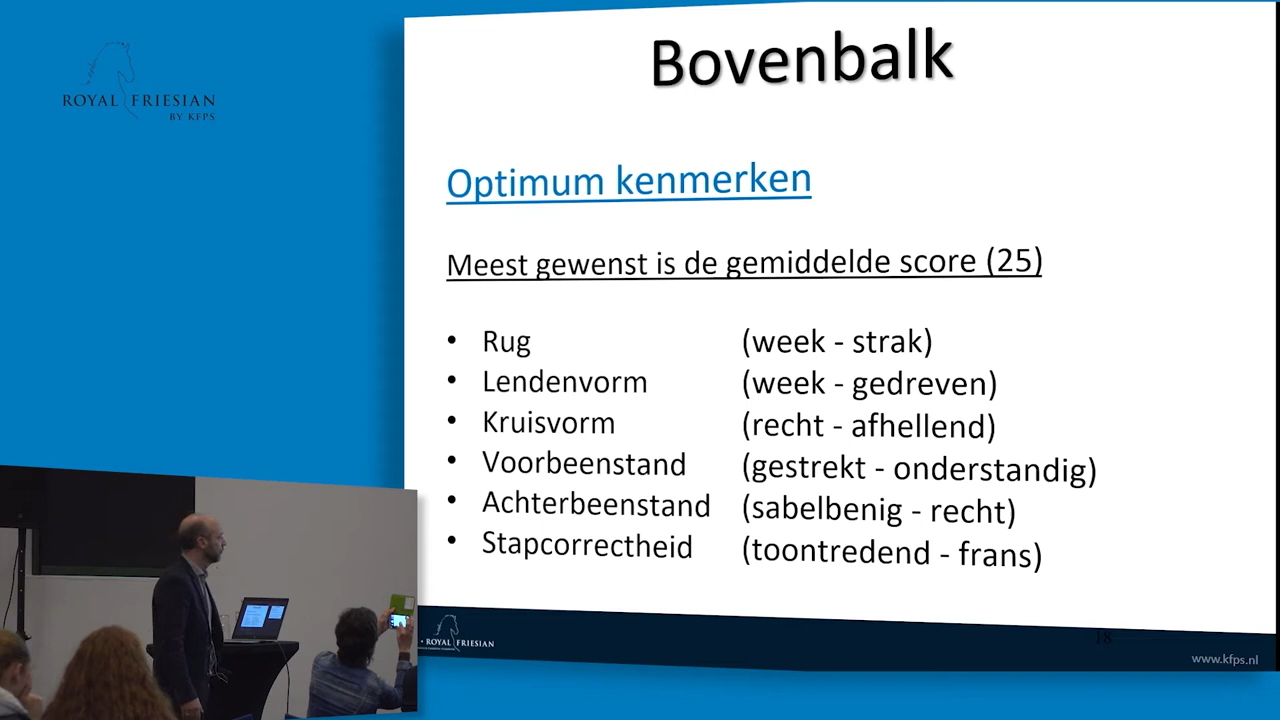 ROYAL FRIESIAN
BY KFPS
Bovenbalk
Optimum kenmerken
Meest gewenst is de gemiddelde score (25)
• Rug (week - strak)
• Lendenvorm (week - gedreven)
• Kruisvorm (recht - afhellend)
• Voorbeenstand (gestrekt - onderstandig)
• Achterbeenstand (sabelbenig - recht)
• Stapcorrectheid (toontredend - frans)
18
ROYAL FRIESIAN
www.kfps.nl